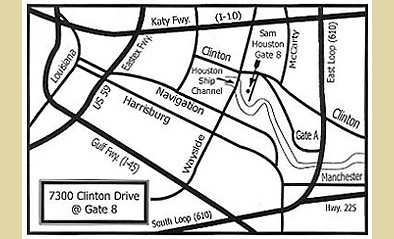 Katy Fwy. (I-10)
Sam
Houston
Gate 8
McCarty
East Loop (610)
Eastex Fwy.
Louisiana
Clinton
Houston
Ship
Channel
US 59
Navigation
Harrisburg
Wayside
Clinton
Gate A
Gulf Fwy. (I-45)
Manchester
7300 Clinton Drive
@ Gate 8
South Loop (610)
Hwy. 225